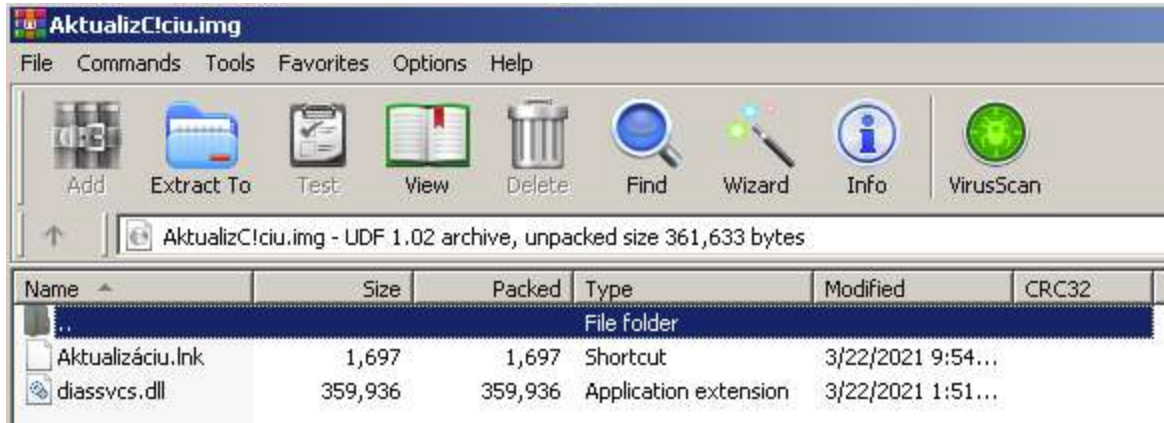 AktualizC!ciu.img
File Commands Tools Favorites Options Help
Add Extract To Test View Delete Find Wizard Info VirusScan
AktualizC!ciu.img - UDF 1.02 archive, unpacked size 361,633 bytes
Name Size Packed Type Modified CRC32
.. File folder
Aktualizáciu.lnk 1,697 1,697 Shortcut 3/22/2021 9:54...
diassvcs.dll 359,936 359,936 Application extension 3/22/2021 1:51...